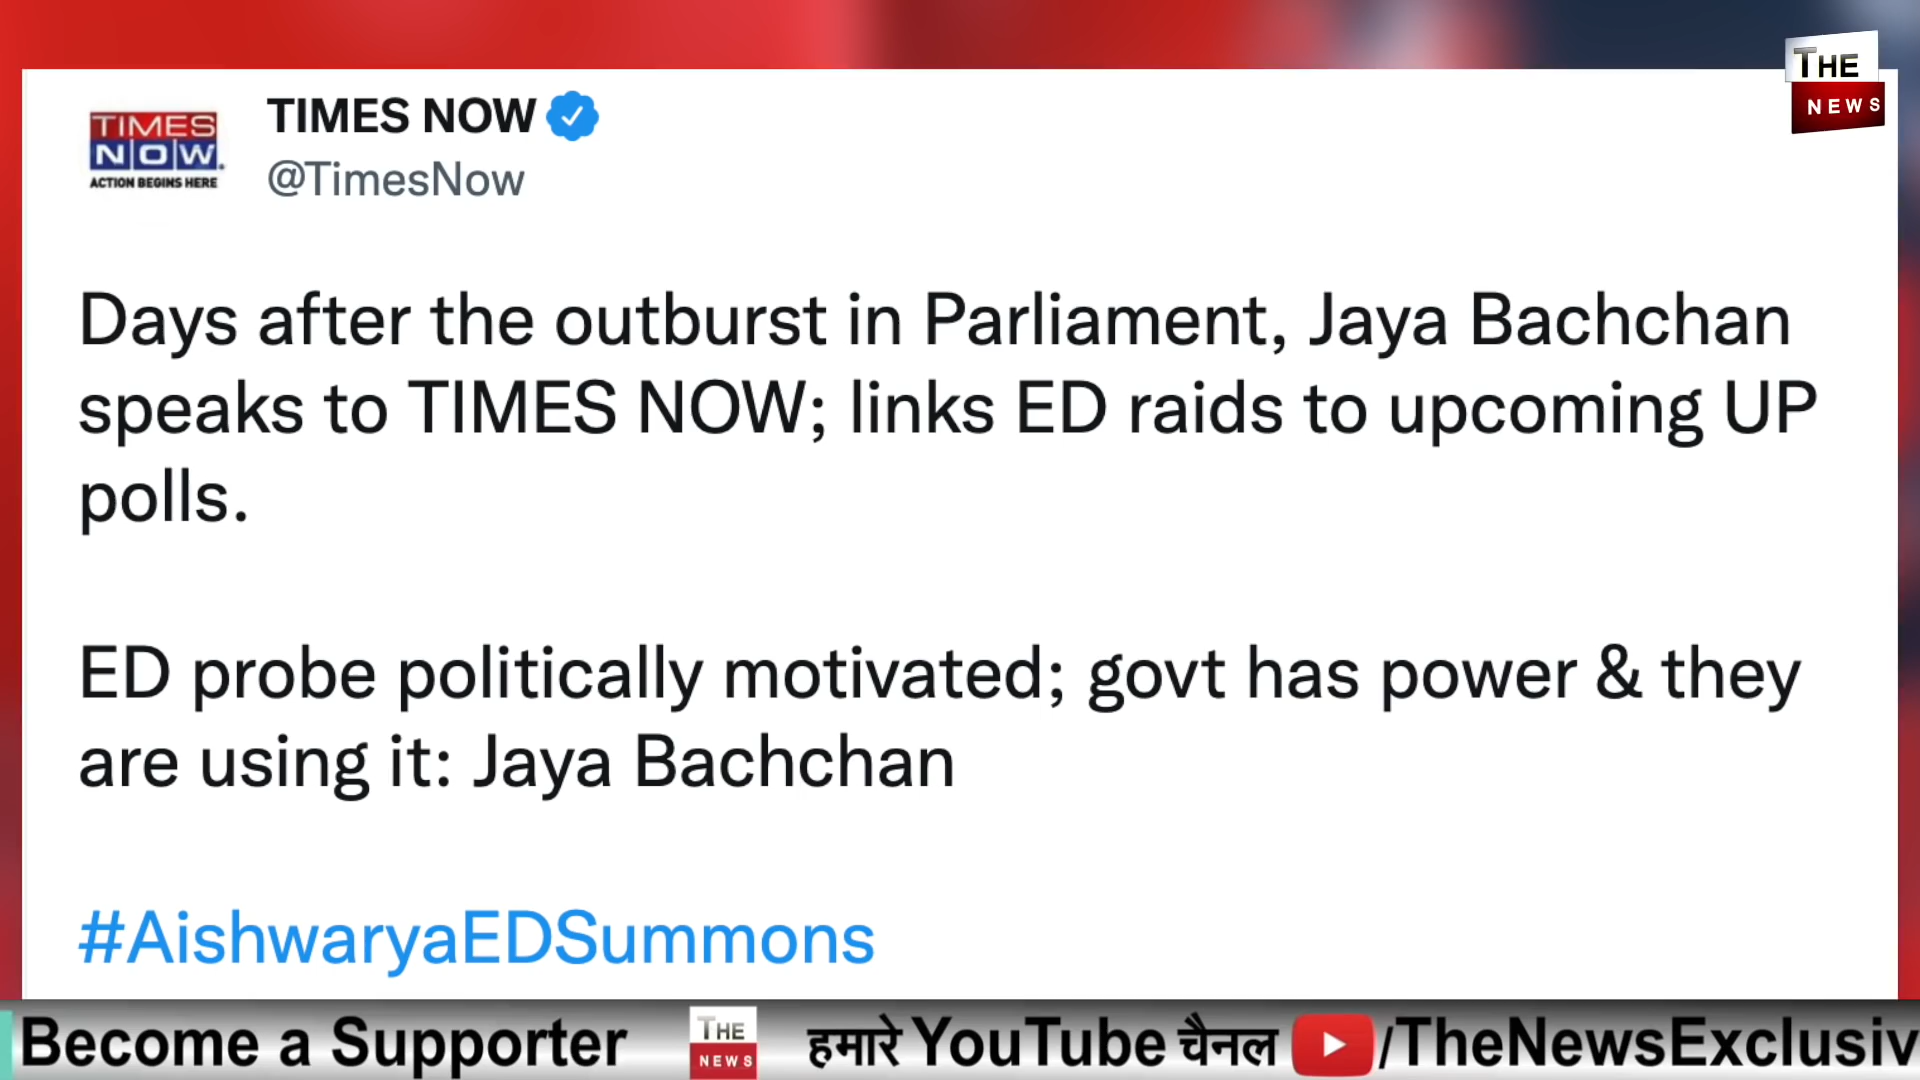 THE
NEWS
TIMES NOW
TIMES
NOW
ACTION BEGINS HERE
@TimesNow
Days after the outburst in Parliament, Jaya Bachchan
speaks to TIMES NOW; links ED raids to upcoming UP
polls.
ED probe politically motivated; govt has power & they
are using it: Jaya Bachchan
#AishwaryaEDSummons
Become a Supporter THE NEWS हमारे YouTube चैनल /TheNewsExclusiv